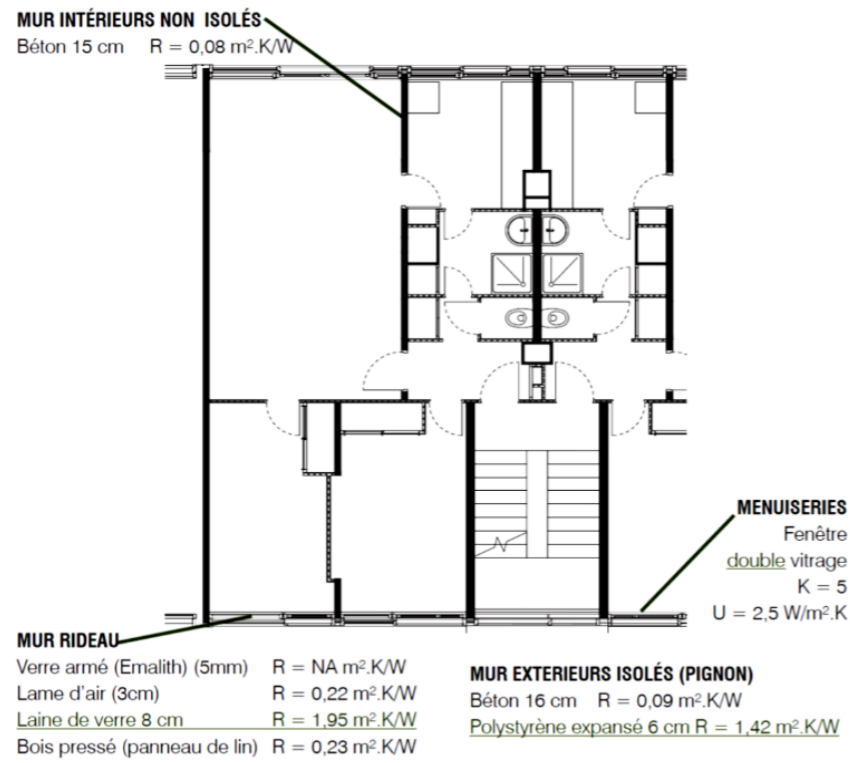 MUR INTÉRIEURS NON ISOLÉS
Béton 15 cm R = 0,08 m².K/W
MENUISERIES
Fenêtre
double vitrage
K = 5
U = 2,5 W/m².K
MUR RIDEAU
Verre armé (Emalith) (5mm) R = NA m².K/W
Lame d'air (3cm) R = 0,22 m².K/W
Laine de verre 8 cm R = 1,95 m².K/W
Bois pressé (panneau de lin) R = 0,23 m².K/W
MUR EXTERIEURS ISOLÉS (PIGNON)
Béton 16 cm R = 0,09 m².K/W
Polystyrène expansé 6 cm R = 1,42 m².K/W